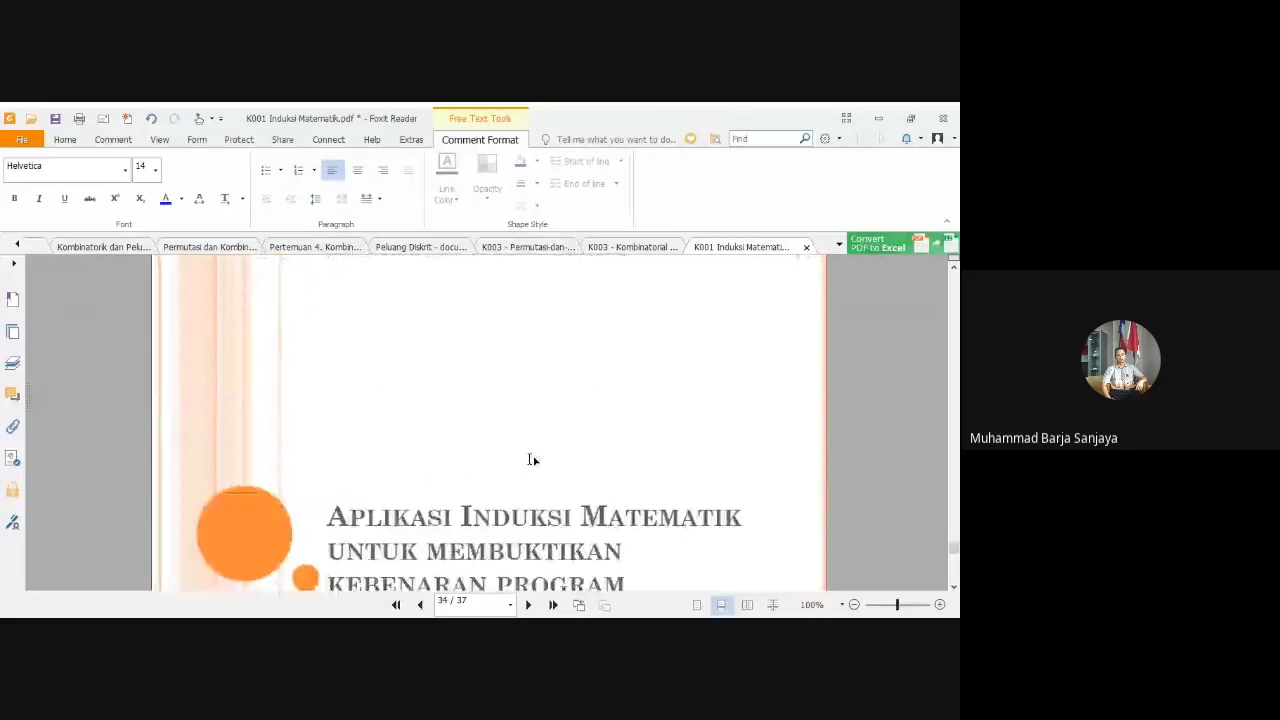 K001 Induksi Matematik.pdf * - Foxit Reader
Free Text Tools
File Home Comment View Form Protect Share Connect Help Extras Comment Format Tell me what you want to do.. Find
Helvetica 14
Start of line
End of line
Line Color
Opacity
B I U abc X² X₂ A A T
Font Paragraph Shape Style
Kombinatorik dan Pelu... Permutasi dan Kombin... Pertemuan 4. Kombin... Peluang Diskrit - docu... K003 - Permutasi-dan-... K003 - Kombinatorial ... K001 Induksi Matemati...
Convert
PDF to Excel
APLIKASI INDUKSI MATEMATIK
UNTUK MEMBUKTIKAN
KEBENARAN PROGRAM
34 / 37
100%
Muhammad Barja Sanjaya